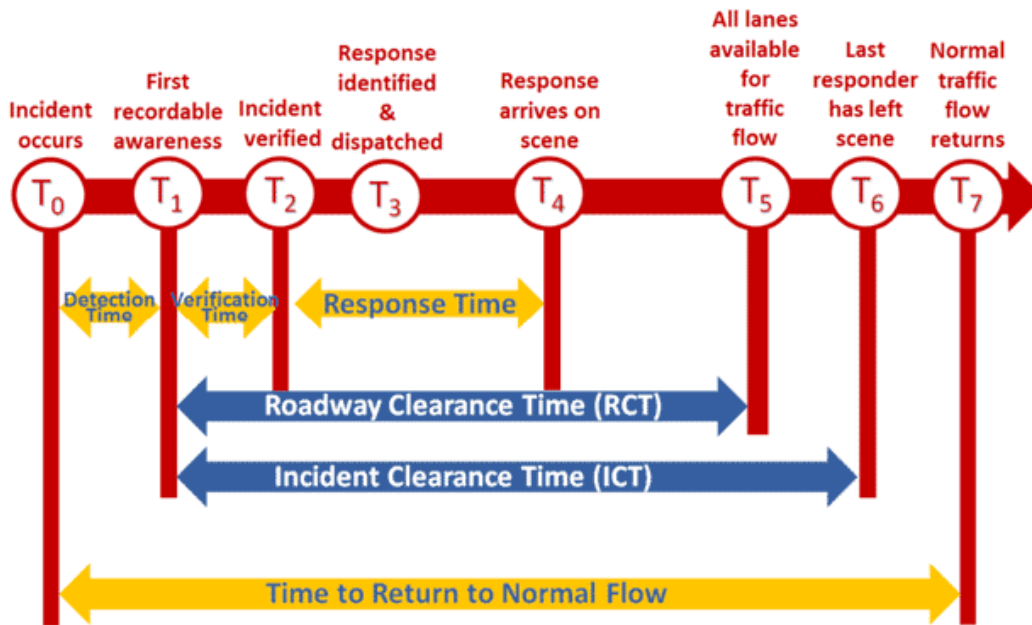 Incident
occurs
First
recordable
awareness
Incident
verified
Response
identified
&
dispatched
Response
arrives on
scene
All lanes
available
for
traffic
flow
Last
responder
has left
scene
Normal
traffic
flow
returns
T0
T1
T2
T3
T4
T5
T6
T7
Detection
Time
Verification
Time
Response Time
Roadway Clearance Time (RCT)
Incident Clearance Time (ICT)
Time to Return to Normal Flow